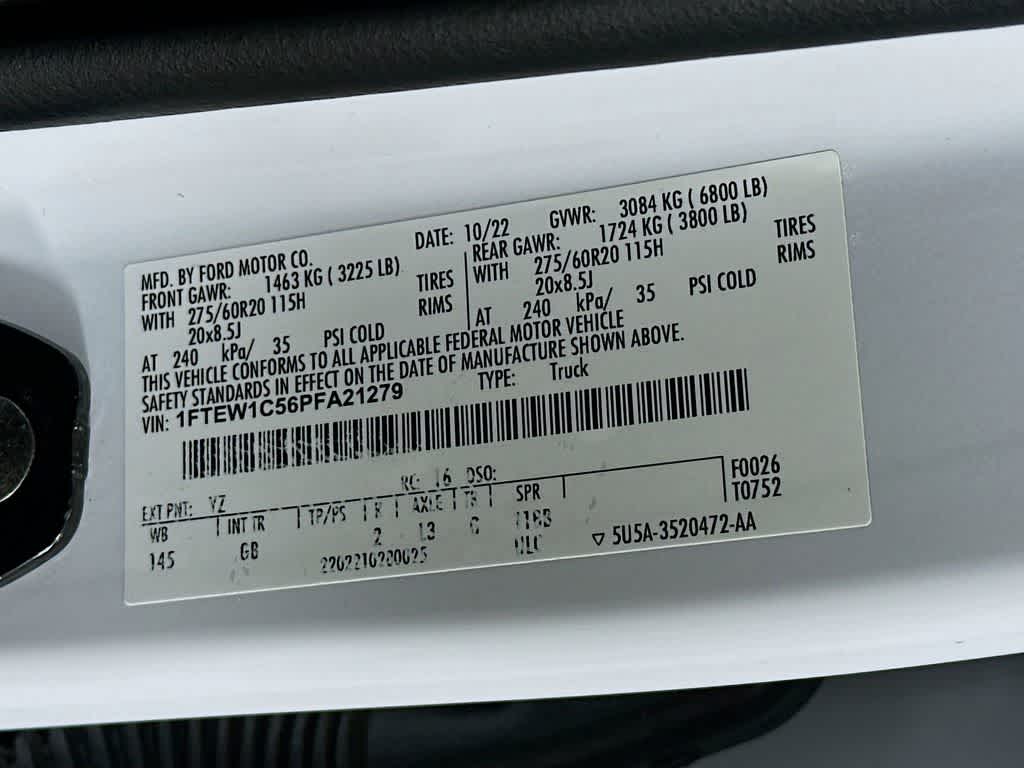 MFD. BY FORD MOTOR CO.
DATE: 10/22 GVWR: 3084 KG ( 6800 LB)
FRONT GAWR: 1463 KG ( 3225 LB) REAR GAWR: 1724 KG ( 3800 LB)
WITH 275/60R20 115H TIRES WITH 275/60R20 115H TIRES
20x8.5J RIMS 20x8.5J RIMS
AT 240 kPa/ 35 PSI COLD AT 240 kPa/ 35 PSI COLD
THIS VEHICLE CONFORMS TO ALL APPLICABLE FEDERAL MOTOR VEHICLE
SAFETY STANDARDS IN EFFECT ON THE DATE OF MANUFACTURE SHOWN ABOVE.
VIN: 1FTEW1C56PFA21279 TYPE: Truck
RC: 16 DSO: F0026
EXT PNT: YZ T0752
WB INT TR TP/PS R AXLE TR SPR
145 GB 2 L3
▽ 5U5A-3520472-AA